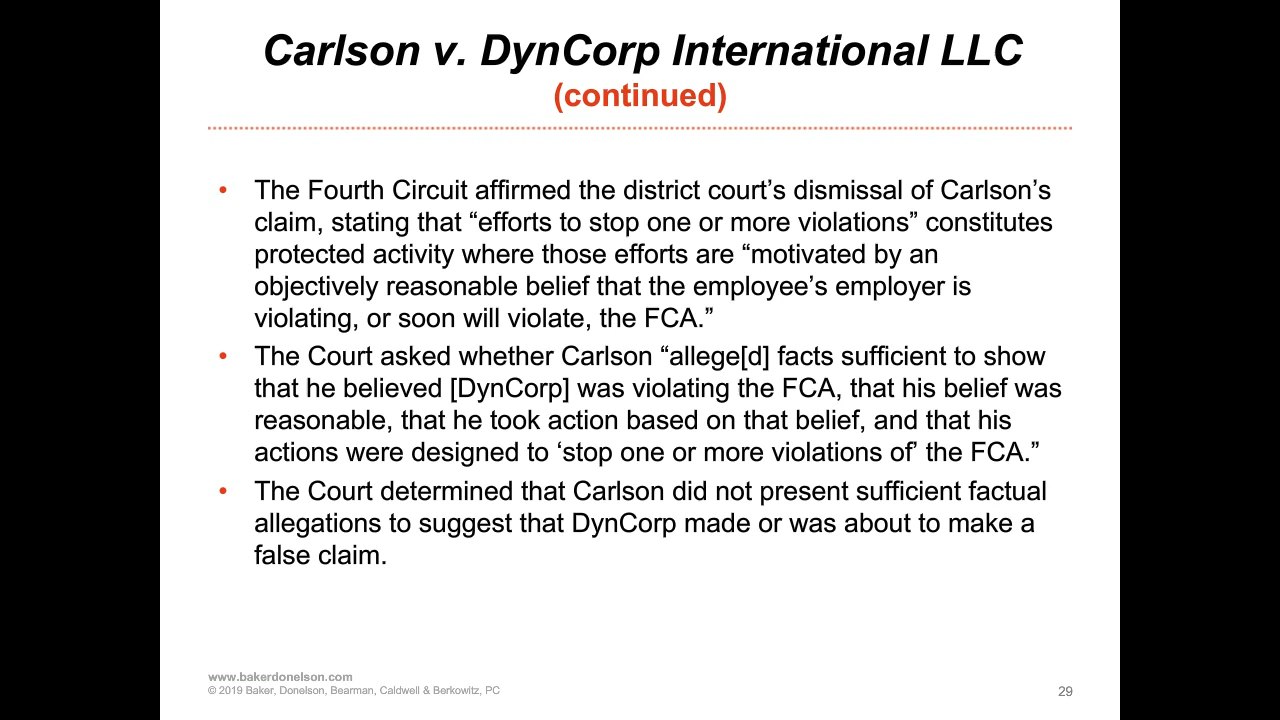 Carlson v. DynCorp International LLC
(continued)
• The Fourth Circuit affirmed the district court’s dismissal of Carlson’s
claim, stating that “efforts to stop one or more violations” constitutes
protected activity where those efforts are “motivated by an
objectively reasonable belief that the employee’s employer is
violating, or soon will violate, the FCA.”
• The Court asked whether Carlson “allege[d] facts sufficient to show
that he believed [DynCorp] was violating the FCA, that his belief was
reasonable, that he took action based on that belief, and that his
actions were designed to ‘stop one or more violations of’ the FCA.”
• The Court determined that Carlson did not present sufficient factual
allegations to suggest that DynCorp made or was about to make a
false claim.
www.bakerdonelson.com
© 2019 Baker, Donelson, Bearman, Caldwell & Berkowitz, PC
29